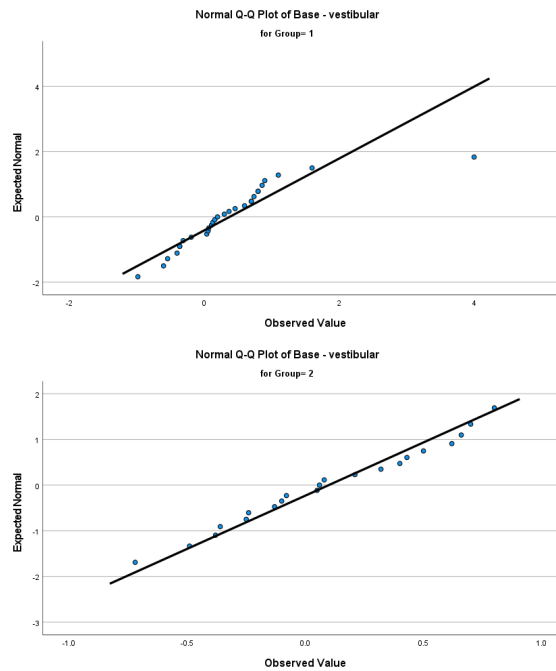 Normal Q-Q Plot of Base - vestibular
for Group= 1
4
2
0
-2
Expected Normal
-2
0
2
4
Observed Value
Normal Q-Q Plot of Base - vestibular
for Group= 2
2
1
0
-1
-2
-3
Expected Normal
-1.0
-0.5
0.0
0.5
1.0
Observed Value